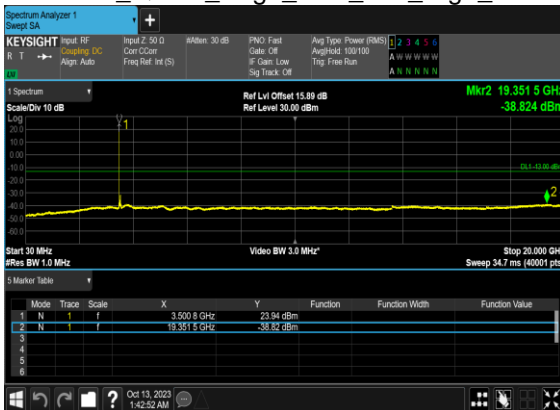 Spectrum Analyzer 1
Swept SA
+
KEYSIGHT Input: RF Input Z: 50 Ω #Atten: 30 dB PNO: Fast Avg Type: Power (RMS) 1 2 3 4 5 6
R T Coupling: DC Corr CCorr Gate: Off Avg|Hold: 100/100 A W W W W W
Align: Auto Freq Ref: Int (S) IF Gain: Low Trig: Free Run
Sig Track: Off A N N N N N
1 Spectrum Ref Lvl Offset 15.89 dB Mkr2 19.351 5 GHz
Scale/Div 10 dB Ref Level 30.00 dBm -38.824 dBm
Log
20.0
10.0
0.00
-10.0
DL1 -13.00 dBm
-20.0
-30.0
-40.0
-50.0
-60.0
1
2
Start 30 MHz Video BW 3.0 MHz* Stop 20.000 GHz
#Res BW 1.0 MHz Sweep 34.7 ms (40001 pts
5 Marker Table
Mode Trace Scale X Y Function Function Width Function Value
1 N 1 f 3.500 8 GHz 23.94 dBm
2 N 1 f 19.351 5 GHz -38.82 dBm
3
4
5
6
? Oct 13, 2023
1:42:52 AM